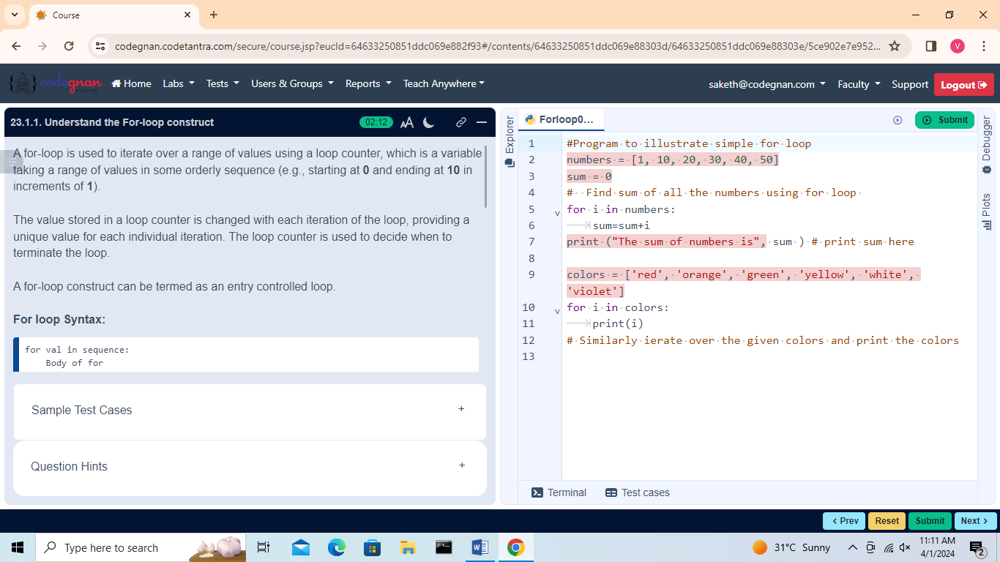 Course
codegnan.codetantra.com/secure/course.jsp?eucId=64633250851ddc069e882f93#/contents/64633250851ddc069e88303d/64633250851ddc069e88303e/5ce902e7e952...
V
codegnan
Home
Labs
Tests
Users & Groups
Reports
Teach Anywhere
saketh@codegnan.com
Faculty
Support
Logout
23.1.1. Understand the For-loop construct
02:12
A for-loop is used to iterate over a range of values using a loop counter, which is a variable
taking a range of values in some orderly sequence (e.g., starting at 0 and ending at 10 in
increments of 1).
The value stored in a loop counter is changed with each iteration of the loop, providing a
unique value for each individual iteration. The loop counter is used to decide when to
terminate the loop.
A for-loop construct can be termed as an entry controlled loop.
For loop Syntax:
for val in sequence:
    Body of for
Sample Test Cases +
Question Hints +
Explorer
Forloop0...
Submit
Debugger
Plots
1 #Program to illustrate simple for loop
2 numbers = [1, 10, 20, 30, 40, 50]
3 sum = 0
4 #  Find sum of all the numbers using for loop
5 for i in numbers:
6     sum=sum+i
7 print ("The sum of numbers is", sum ) # print sum here
8
9 colors = ['red', 'orange', 'green', 'yellow', 'white',
'violet']
10 for i in colors:
11     print(i)
12 # Similarly ierate over the given colors and print the colors
13
Terminal
Test cases
< Prev
Reset
Submit
Next >
Type here to search
31°C Sunny
11:11 AM
4/1/2024
2